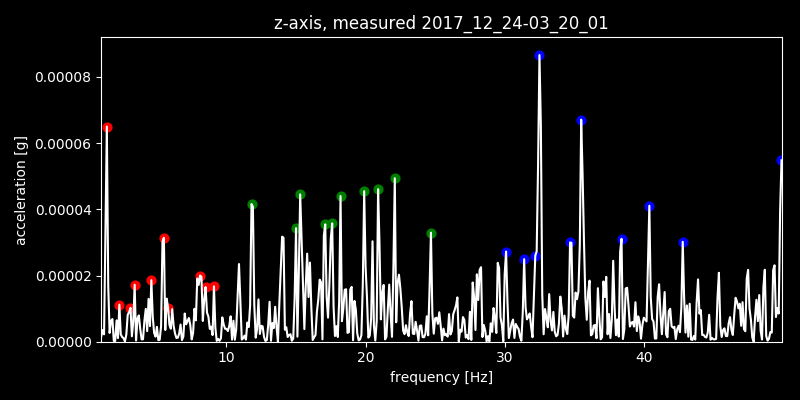 z-axis, measured 2017_12_24-03_20_01
0.00008
0.00006
0.00004
0.00002
0.00000
acceleration [g]
10 20 30 40
frequency [Hz]